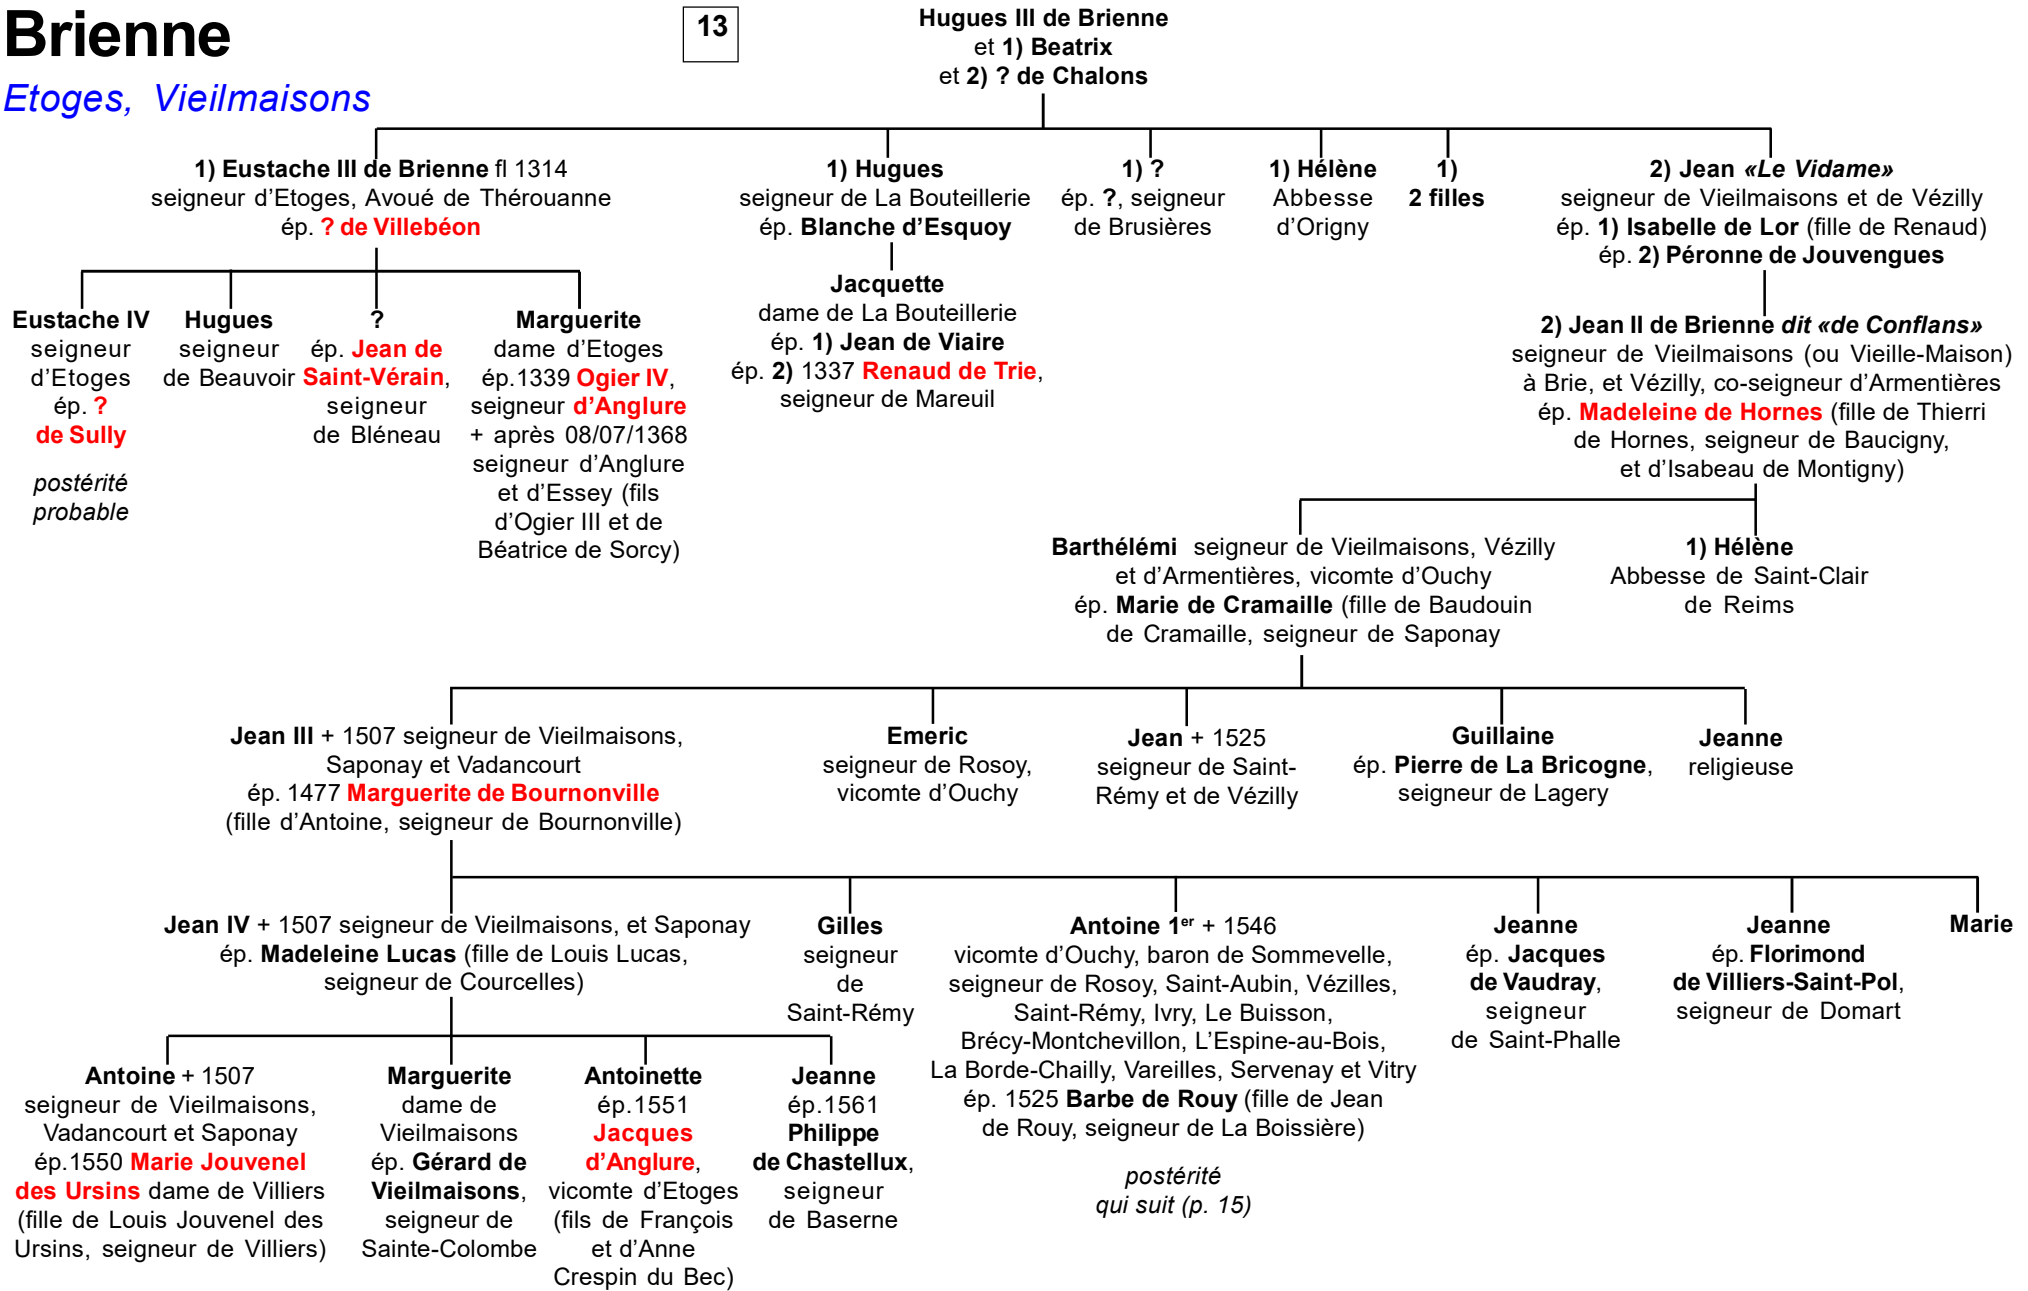 Brienne
Etoges, Vieilmaisons
13
Hugues III de Brienne
et 1) Beatrix
et 2) ? de Chalons
1) Eustache III de Brienne fl 1314
seigneur d’Etoges, Avoué de Thérouanne
ép. ? de Villebéon
1) Hugues
seigneur de La Bouteillerie
ép. Blanche d’Esquoy
1) ?
ép. ?, seigneur
de Brusières
1) Hélène
Abbesse
d’Origny
1)
2 filles
2) Jean «Le Vidame»
seigneur de Vieilmaisons et de Vézilly
ép. 1) Isabelle de Lor (fille de Renaud)
ép. 2) Péronne de Jouvengues
Eustache IV
seigneur
d’Etoges
ép. ?
de Sully
postérité
probable
Hugues
seigneur
de Beauvoir
?
ép. Jean de
Saint-Vérain,
seigneur
de Bléneau
Marguerite
dame d’Etoges
ép.1339 Ogier IV,
seigneur d’Anglure
+ après 08/07/1368
seigneur d’Anglure
et d’Essey (fils
d’Ogier III et de
Béatrice de Sorcy)
Jacquette
dame de La Bouteillerie
ép. 1) Jean de Viaire
ép. 2) 1337 Renaud de Trie,
seigneur de Mareuil
2) Jean II de Brienne dit «de Conflans»
seigneur de Vieilmaisons (ou Vieille-Maison)
à Brie, et Vézilly, co-seigneur d’Armentières
ép. Madeleine de Hornes (fille de Thierri
de Hornes, seigneur de Baucigny,
et d’Isabeau de Montigny)
Barthélémi seigneur de Vieilmaisons, Vézilly
et d’Armentières, vicomte d’Ouchy
ép. Marie de Cramaille (fille de Baudouin
de Cramaille, seigneur de Saponay
1) Hélène
Abbesse de Saint-Clair
de Reims
Jean III + 1507 seigneur de Vieilmaisons,
Saponay et Vadancourt
ép. 1477 Marguerite de Bournonville
(fille d’Antoine, seigneur de Bournonville)
Emeric
seigneur de Rosoy,
vicomte d’Ouchy
Jean + 1525
seigneur de Saint-
Rémy et de Vézilly
Guillaine
ép. Pierre de La Bricogne,
seigneur de Lagery
Jeanne
religieuse
Jean IV + 1507 seigneur de Vieilmaisons, et Saponay
ép. Madeleine Lucas (fille de Louis Lucas,
seigneur de Courcelles)
Gilles
seigneur
de
Saint-Rémy
Antoine 1er + 1546
vicomte d’Ouchy, baron de Sommevelle,
seigneur de Rosoy, Saint-Aubin, Vézilles,
Saint-Rémy, Ivry, Le Buisson,
Brécy-Montchevillon, L’Espine-au-Bois,
La Borde-Chailly, Vareilles, Servenay et Vitry
ép. 1525 Barbe de Rouy (fille de Jean
de Rouy, seigneur de La Boissière)
postérité
qui suit (p. 15)
Jeanne
ép. Jacques
de Vaudray,
seigneur
de Saint-Phalle
Jeanne
ép. Florimond
de Villiers-Saint-Pol,
seigneur de Domart
Marie
Antoine + 1507
seigneur de Vieilmaisons,
Vadancourt et Saponay
ép.1550 Marie Jouvenel
des Ursins dame de Villiers
(fille de Louis Jouvenel des
Ursins, seigneur de Villiers)
Marguerite
dame de
Vieilmaisons
ép. Gérard de
Vieilmaisons,
seigneur de
Sainte-Colombe
Antoinette
ép.1551
Jacques
d’Anglure,
vicomte d’Etoges
(fils de François
et d’Anne
Crespin du Bec)
Jeanne
ép.1561
Philippe
de Chastellux,
seigneur
de Baserne